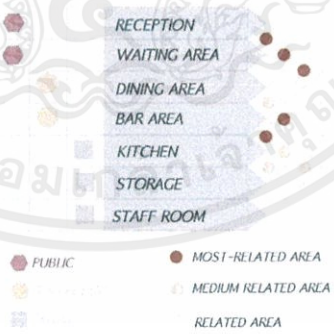 RECEPTION
WAITING AREA
DINING AREA
BAR AREA
KITCHEN
STORAGE
STAFF ROOM
PUBLIC
MOST-RELATED AREA
MEDIUM RELATED AREA
RELATED AREA